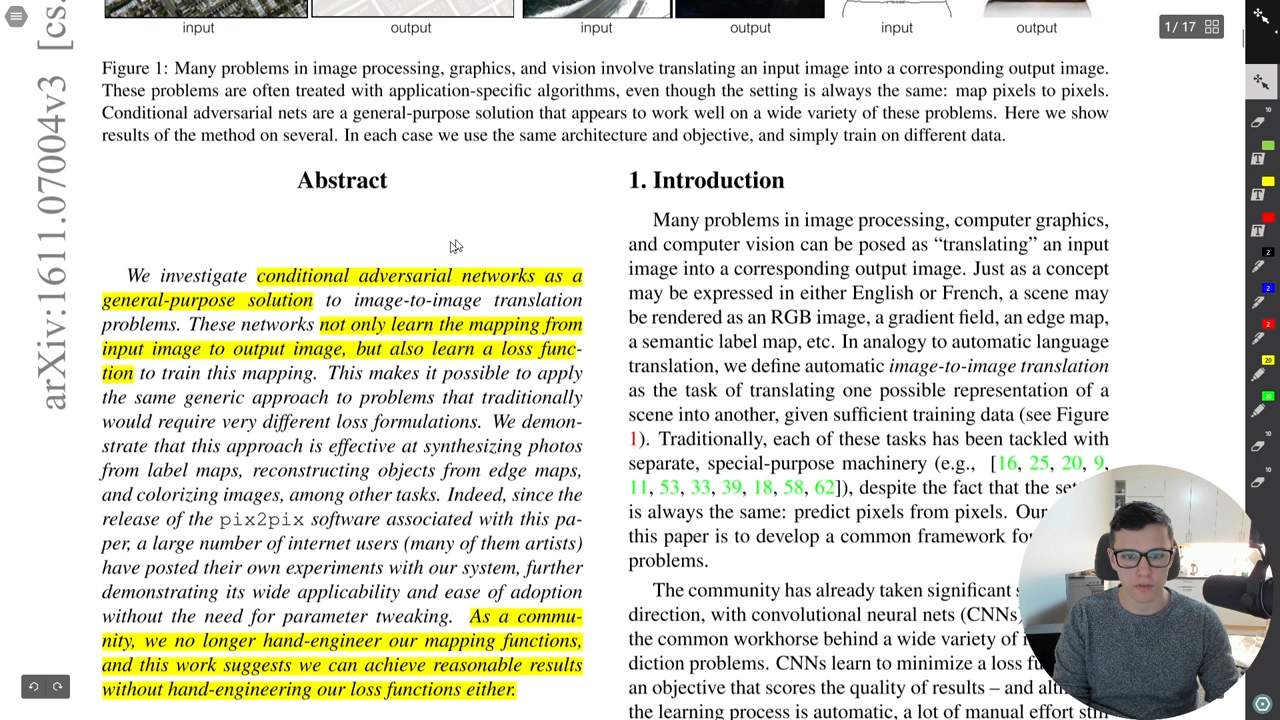 input
output
input
output
input
output
1 / 17
arXiv:1611.07004v3 [cs.
Figure 1: Many problems in image processing, graphics, and vision involve translating an input image into a corresponding output image.
These problems are often treated with application-specific algorithms, even though the setting is always the same: map pixels to pixels.
Conditional adversarial nets are a general-purpose solution that appears to work well on a wide variety of these problems. Here we show
results of the method on several. In each case we use the same architecture and objective, and simply train on different data.
Abstract
We investigate conditional adversarial networks as a
general-purpose solution to image-to-image translation
problems. These networks not only learn the mapping from
input image to output image, but also learn a loss func-
tion to train this mapping. This makes it possible to apply
the same generic approach to problems that traditionally
would require very different loss formulations. We demon-
strate that this approach is effective at synthesizing photos
from label maps, reconstructing objects from edge maps,
and colorizing images, among other tasks. Indeed, since the
release of the pix2pix software associated with this pa-
per, a large number of internet users (many of them artists)
have posted their own experiments with our system, further
demonstrating its wide applicability and ease of adoption
without the need for parameter tweaking. As a commu-
nity, we no longer hand-engineer our mapping functions,
and this work suggests we can achieve reasonable results
without hand-engineering our loss functions either.
1. Introduction
Many problems in image processing, computer graphics,
and computer vision can be posed as “translating” an input
image into a corresponding output image. Just as a concept
may be expressed in either English or French, a scene may
be rendered as an RGB image, a gradient field, an edge map,
a semantic label map, etc. In analogy to automatic language
translation, we define automatic image-to-image translation
as the task of translating one possible representation of a
scene into another, given sufficient training data (see Figure
1). Traditionally, each of these tasks has been tackled with
separate, special-purpose machinery (e.g., [16, 25, 20, 9,
11, 53, 33, 39, 18, 58, 62]), despite the fact that the
is always the same: predict pixels from pixels. Our
this paper is to develop a common framework
problems.
The community has already taken significant
direction, with convolutional neural nets (CNNs)
the common workhorse behind a wide variety of
diction problems. CNNs learn to minimize a loss
an objective that scores the quality of results – and
the learning process is automatic, a lot of manual effort
10
T
T
T
2
2
2
20
10
10